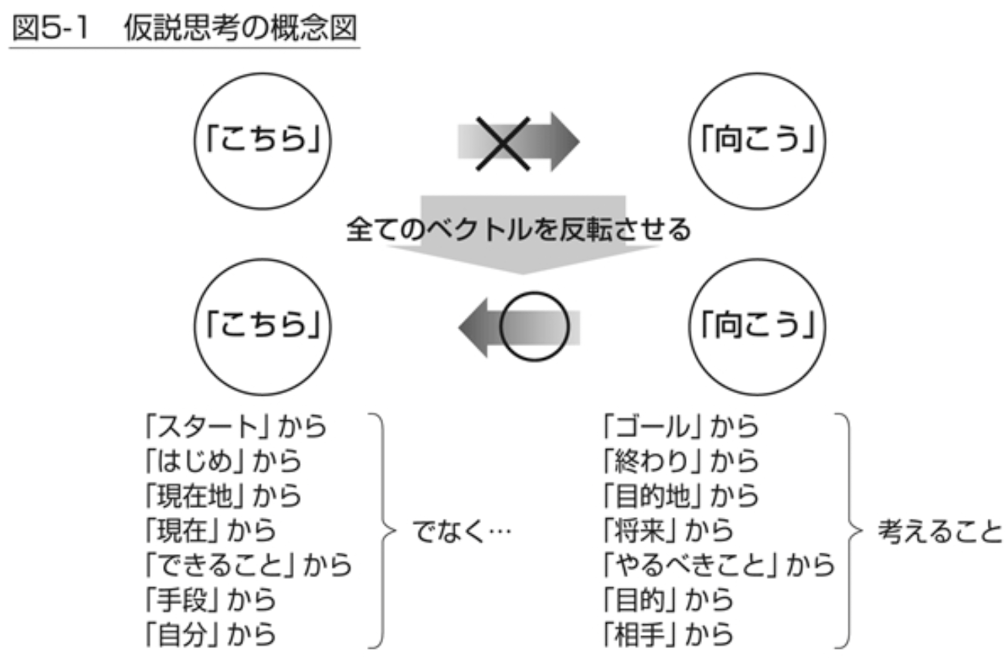 図5-1　仮説思考の概念図
「こちら」
「向こう」
全てのベクトルを反転させる
「こちら」
「向こう」
「スタート」から
「はじめ」から
「現在地」から
「現在」から
「できること」から
「手段」から
「自分」から
でなく…
「ゴール」から
「終わり」から
「目的地」から
「将来」から
「やるべきこと」から
「目的」から
「相手」から
考えること